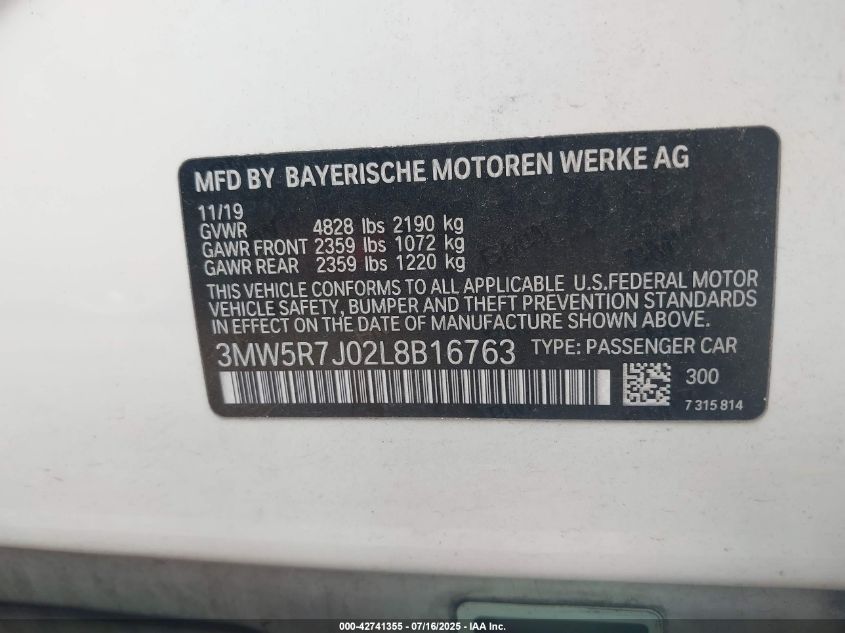 MFD BY BAYERISCHE MOTOREN WERKE AG
11/19
GVWR 4828 lbs 2190 kg
GAWR FRONT 2359 lbs 1072 kg
GAWR REAR 2359 lbs 1220 kg
THIS VEHICLE CONFORMS TO ALL APPLICABLE U.S.FEDERAL MOTOR
VEHICLE SAFETY, BUMPER AND THEFT PREVENTION STANDARDS
IN EFFECT ON THE DATE OF MANUFACTURE SHOWN ABOVE.
3MW5R7J02L8B16763 TYPE: PASSENGER CAR
300
7 315 814
000-42741355 - 07/16/2025 - IAA Inc.